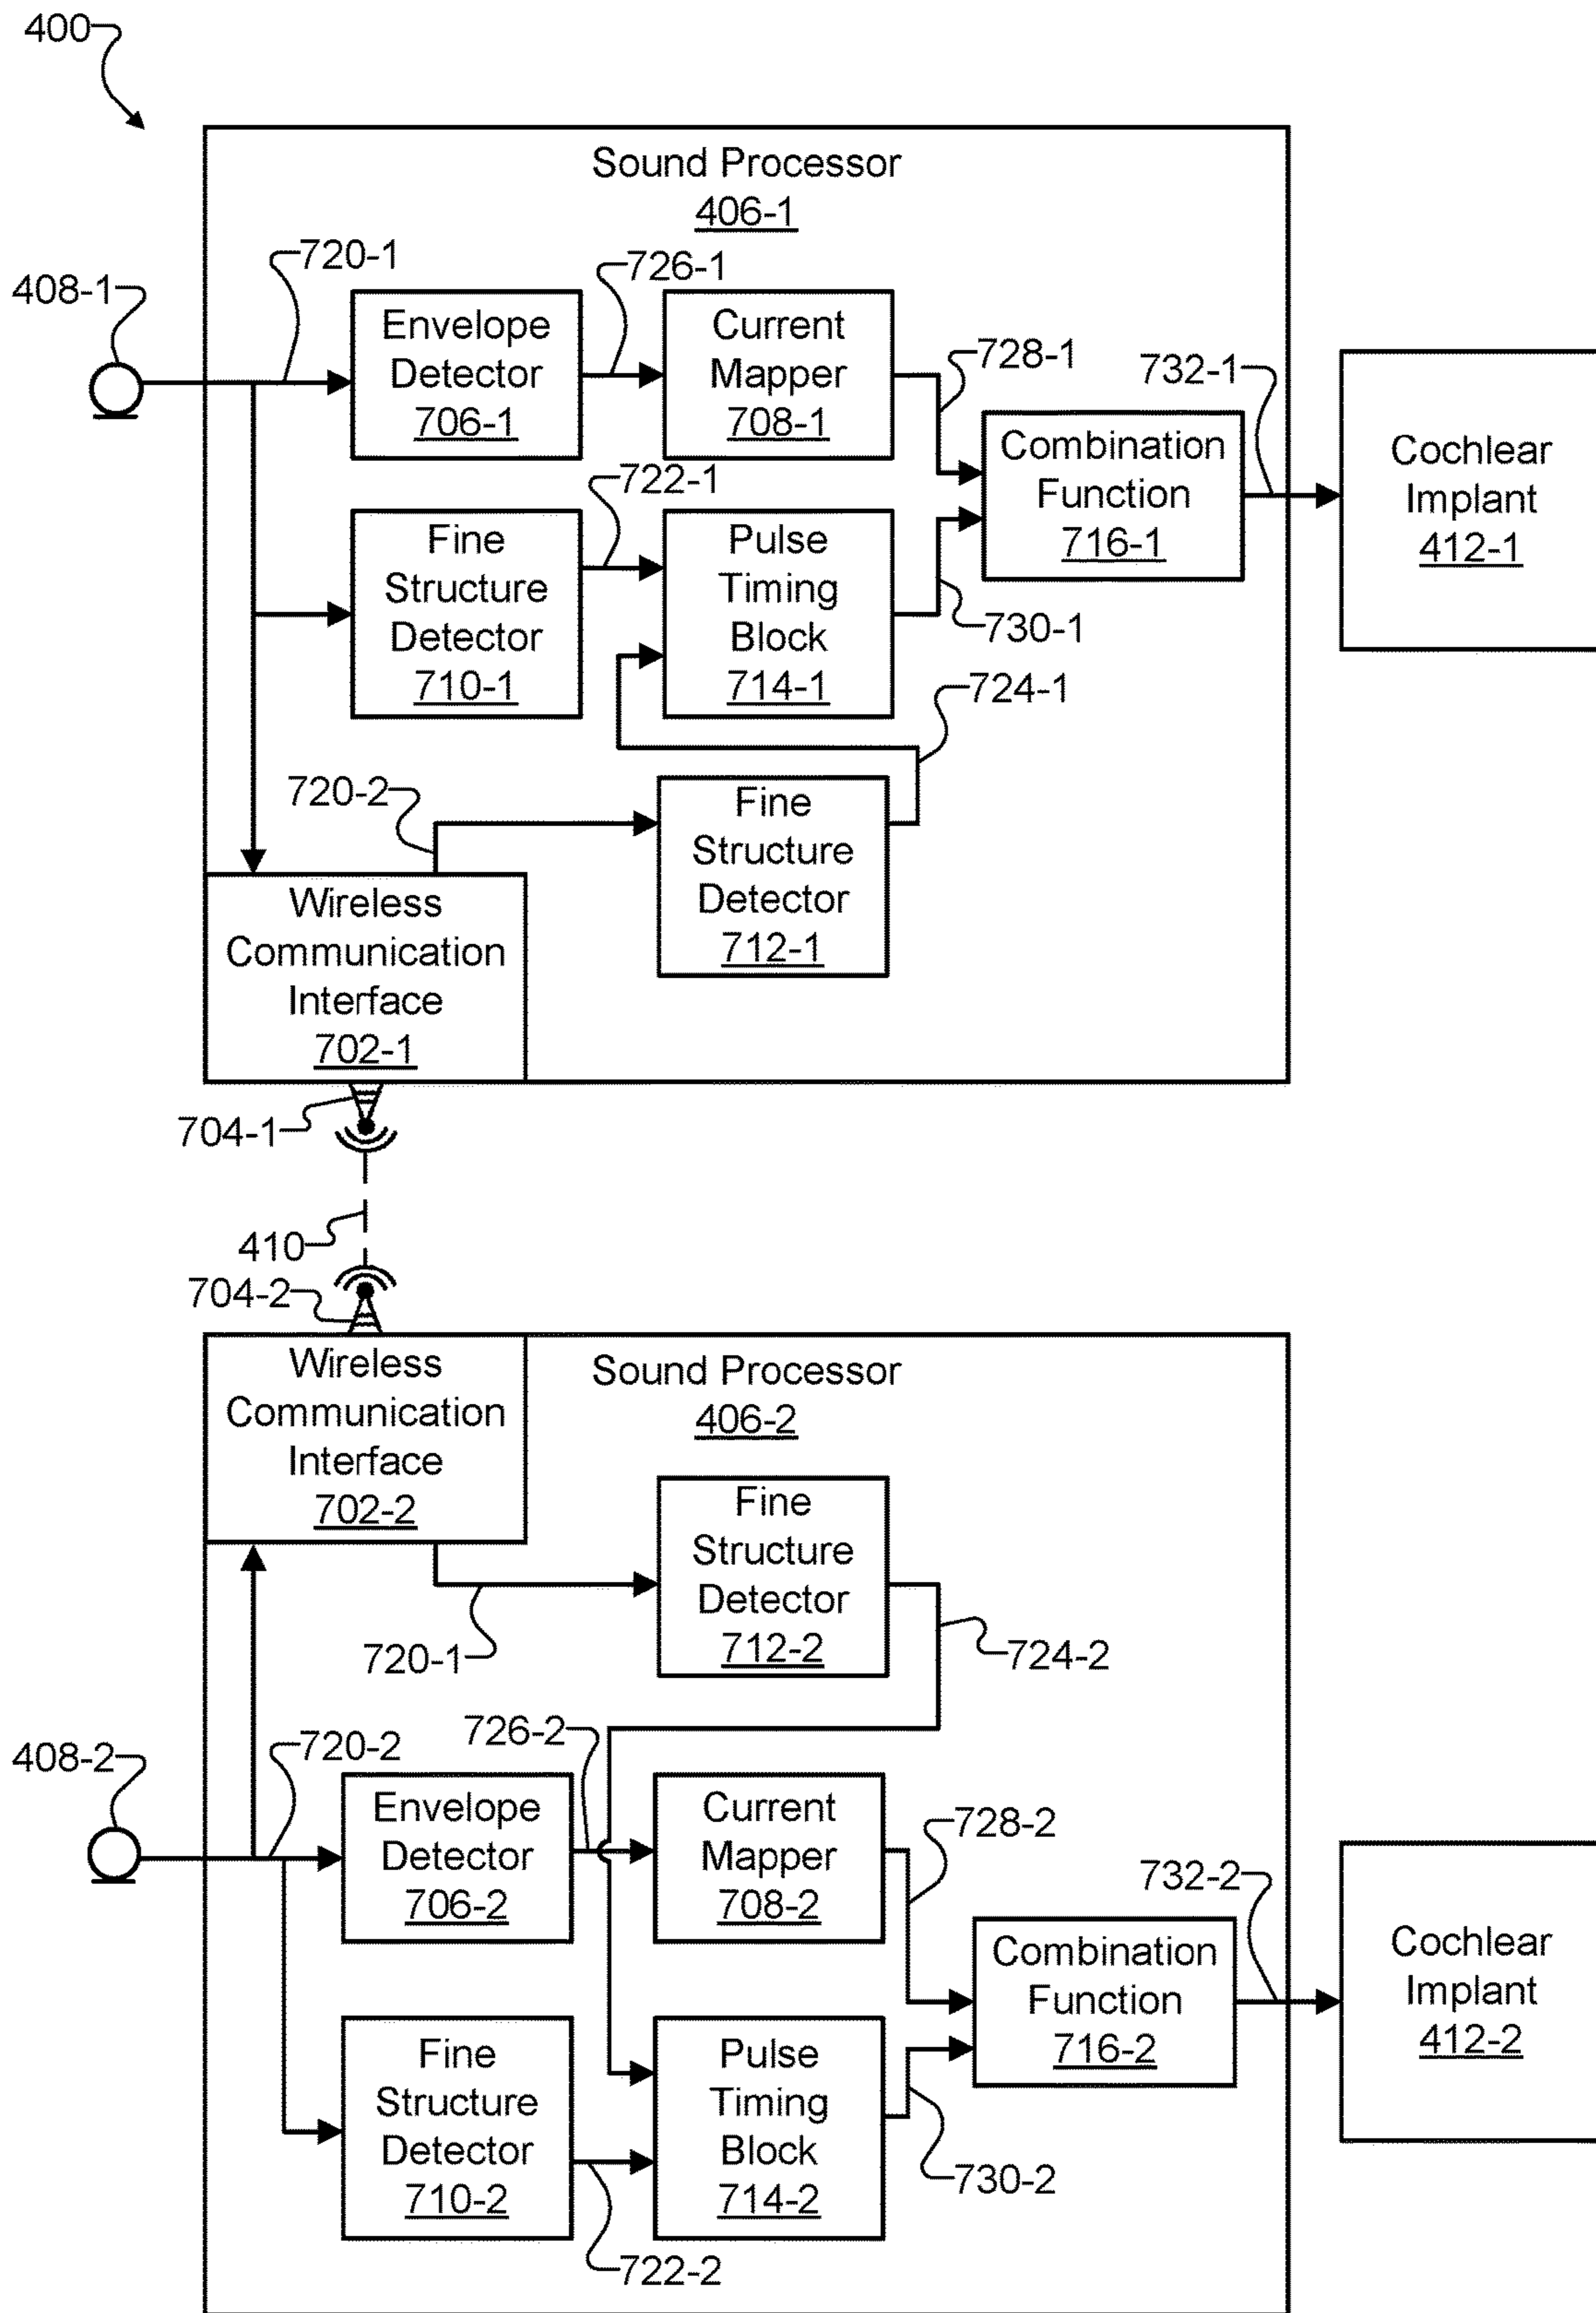 400
Sound Processor
406-1
720-1
726-1
408-1
Envelope
Detector
706-1
Current
Mapper
708-1
728-1
732-1
Combination
Function
716-1
Cochlear
Implant
412-1
722-1
Fine
Structure
Detector
710-1
Pulse
Timing
Block
714-1
730-1
724-1
720-2
Fine
Structure
Detector
712-1
Wireless
Communication
Interface
702-1
704-1
410
704-2
Wireless
Communication
Interface
702-2
Sound Processor
406-2
Fine
Structure
Detector
712-2
720-1
724-2
726-2
720-2
408-2
Envelope
Detector
706-2
Current
Mapper
708-2
728-2
732-2
Combination
Function
716-2
Cochlear
Implant
412-2
Fine
Structure
Detector
710-2
Pulse
Timing
Block
714-2
730-2
722-2